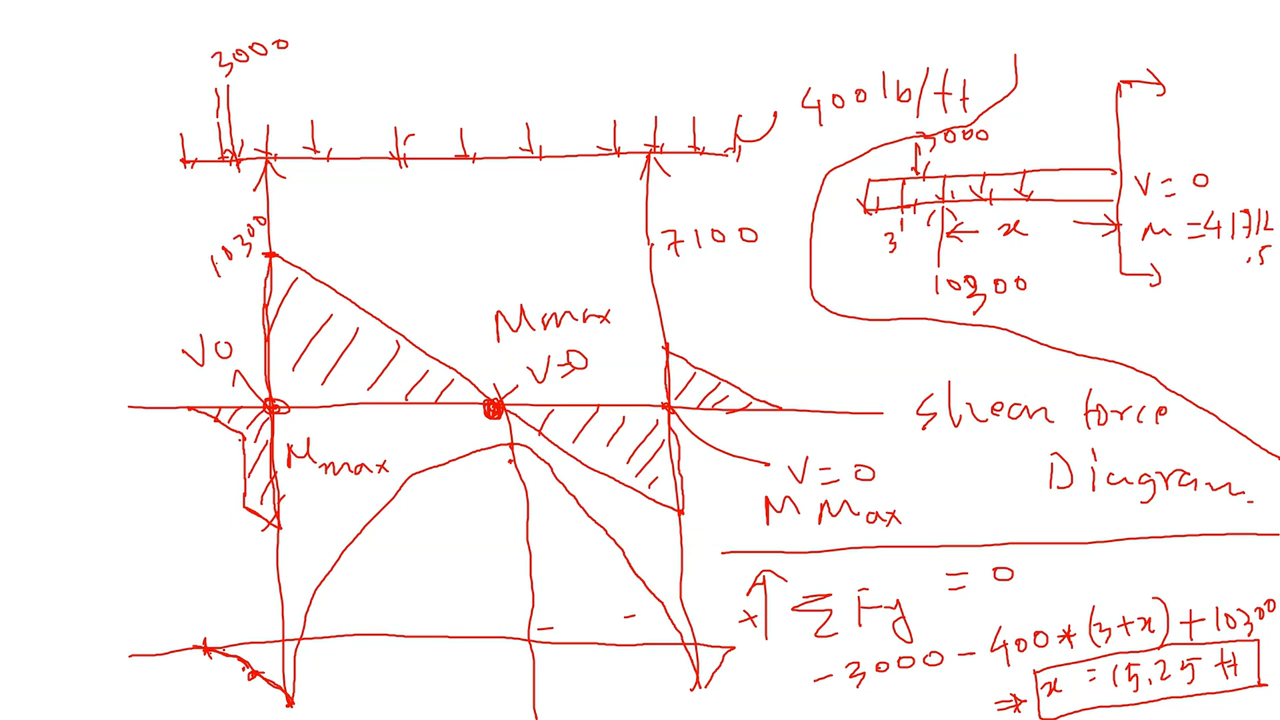 3000
400 lb/ft
3000
V = 0
M = 41712
.5
3'
x
10300
10300
7100
Mmax
V=0
V0
Mmax
Shear force
Diagram.
V = 0
M Max
+↑ ΣFy = 0
-3000 - 400*(3+x) + 10300
⇒ x = 15.25 ft